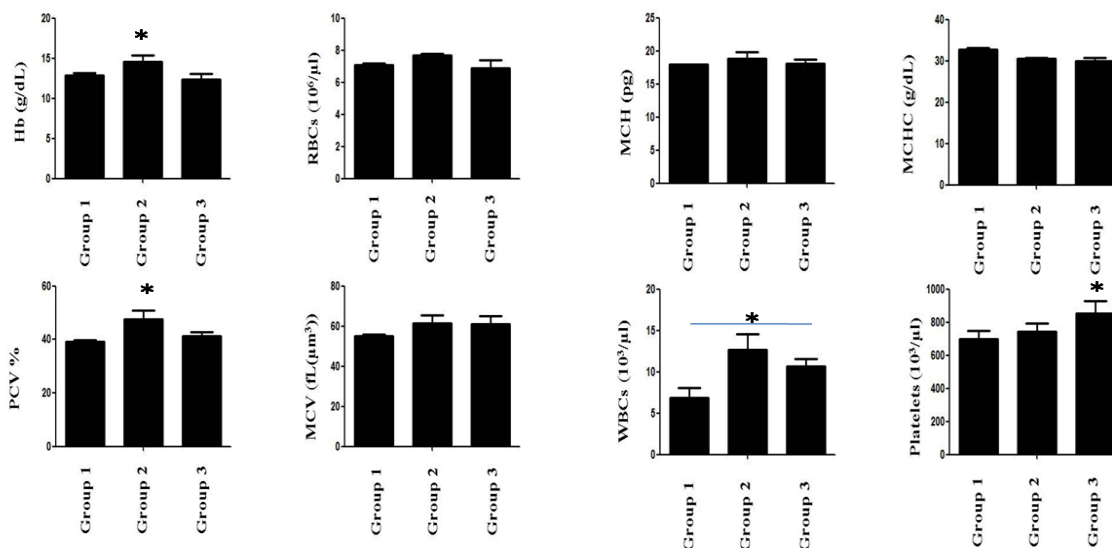 Hb (g/dL)
20
15
10
5
0
*
Group 1
Group 2
Group 3
RBCs (10⁶/µl)
10
8
6
4
2
0
Group 1
Group 2
Group 3
MCH (pg)
25
20
15
10
5
0
Group 1
Group 2
Group 3
MCHC (g/dL)
40
30
20
10
0
Group 1
Group 2
Group 3
PCV %
60
40
20
0
*
Group 1
Group 2
Group 3
MCV (fL(µm³))
80
60
40
20
0
Group 1
Group 2
Group 3
WBCs (10³/µl)
20
15
10
5
0
*
Group 1
Group 2
Group 3
Platelets (10³/µl)
1000
800
600
400
200
0
*
Group 1
Group 2
Group 3